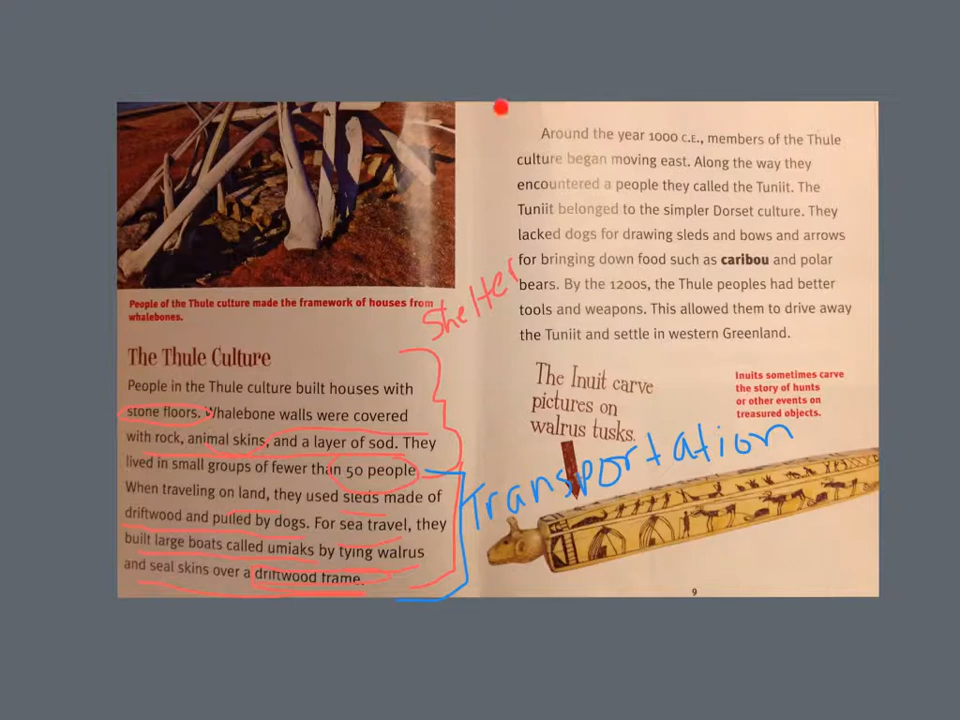 People of the Thule culture made the framework of houses from
whalebones.
Shelter
The Thule Culture
People in the Thule culture built houses with
stone floors. Whalebone walls were covered
with rock, animal skins, and a layer of sod. They
lived in small groups of fewer than 50 people
When traveling on land, they used sleds made of
driftwood and pulled by dogs. For sea travel, they
built large boats called umiaks by tying walrus
and seal skins over a driftwood frame.
Around the year 1000 C.E., members of the Thule
culture began moving east. Along the way they
encountered a people they called the Tuniit. The
Tuniit belonged to the simpler Dorset culture. They
lacked dogs for drawing sleds and bows and arrows
for bringing down food such as caribou and polar
bears. By the 1200s, the Thule peoples had better
tools and weapons. This allowed them to drive away
the Tuniit and settle in western Greenland.
The Inuit carve
pictures on
walrus tusks.
Inuits sometimes carve
the story of hunts
or other events on
treasured objects.
Transportation
9